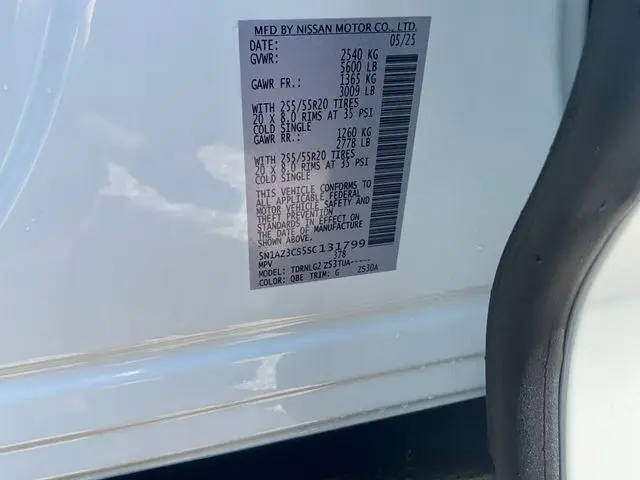 MFD BY NISSAN MOTOR CO., LTD.
DATE: 05/25
GVWR: 2540 KG
5600 LB
GAWR FR.: 1365 KG
3009 LB
WITH 255/55R20 TIRES
20 X 8.0 RIMS AT 35 PSI
COLD SINGLE
GAWR RR.: 1260 KG
2778 LB
WITH 255/55R20 TIRES
20 X 8.0 RIMS AT 35 PSI
COLD SINGLE
THIS VEHICLE CONFORMS TO
ALL APPLICABLE FEDERAL
MOTOR VEHICLE SAFETY AND
THEFT PREVENTION
STANDARDS IN EFFECT ON
THE DATE OF MANUFACTURE
SHOWN ABOVE.
5N1AZ3CS5SC131799
MPV 378
MODEL: TDRNLG2 Z53TUA-----
COLOR: QBE TRIM: G Z530A